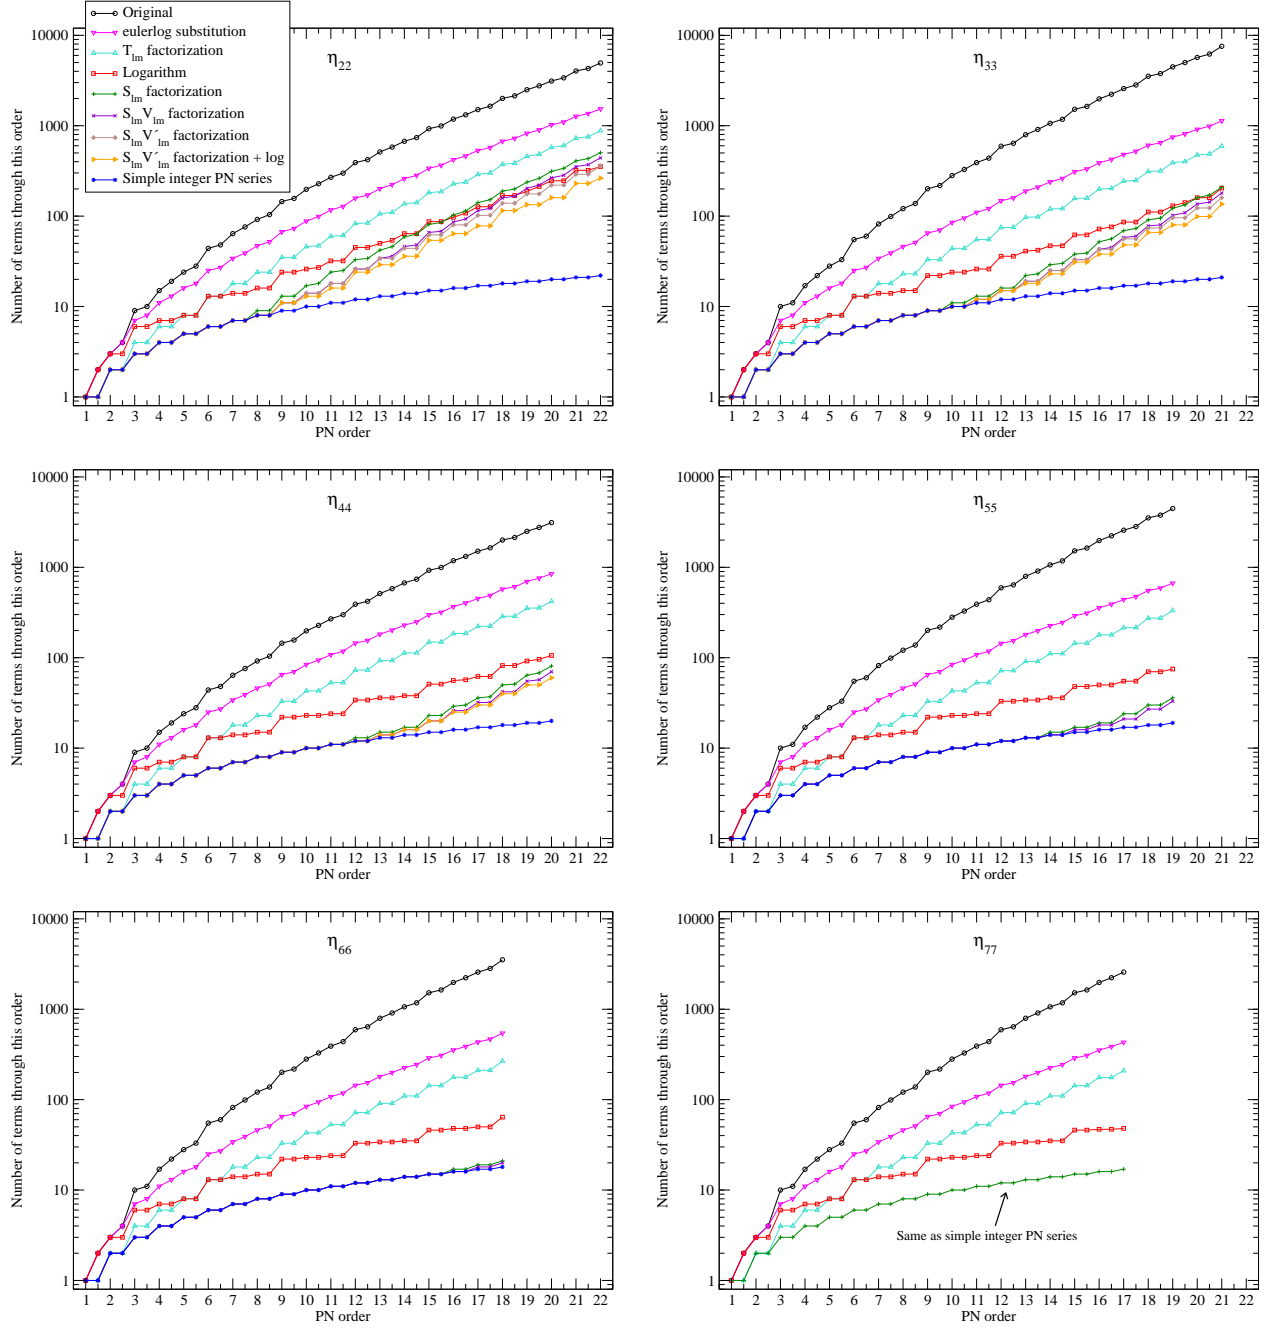 Original
eulerlog substitution
T_lm factorization
Logarithm
S_lm factorization
S_lm V_lm factorization
S_lm V´_lm factorization
S_lm V´_lm factorization + log
Simple integer PN series
η_22
10000
1000
100
10
1
Number of terms through this order
1 2 3 4 5 6 7 8 9 10 11 12 13 14 15 16 17 18 19 20 21 22
PN order
η_33
10000
1000
100
10
1
Number of terms through this order
1 2 3 4 5 6 7 8 9 10 11 12 13 14 15 16 17 18 19 20 21 22
PN order
η_44
10000
1000
100
10
1
Number of terms through this order
1 2 3 4 5 6 7 8 9 10 11 12 13 14 15 16 17 18 19 20 21 22
PN order
η_55
10000
1000
100
10
1
Number of terms through this order
1 2 3 4 5 6 7 8 9 10 11 12 13 14 15 16 17 18 19 20 21 22
PN order
η_66
10000
1000
100
10
1
Number of terms through this order
1 2 3 4 5 6 7 8 9 10 11 12 13 14 15 16 17 18 19 20 21 22
PN order
η_77
10000
1000
100
10
1
Number of terms through this order
Same as simple integer PN series
1 2 3 4 5 6 7 8 9 10 11 12 13 14 15 16 17 18 19 20 21 22
PN order